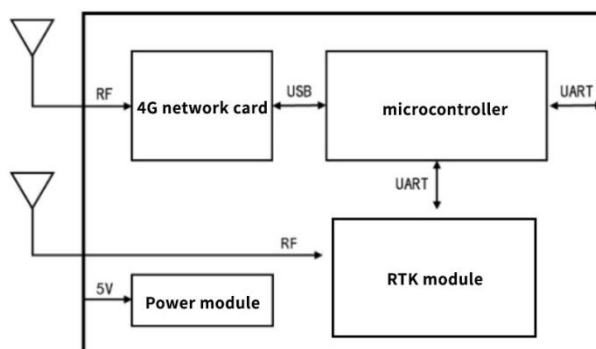 RF
4G network card
USB
microcontroller
UART
UART
RF
RTK module
5V
Power module